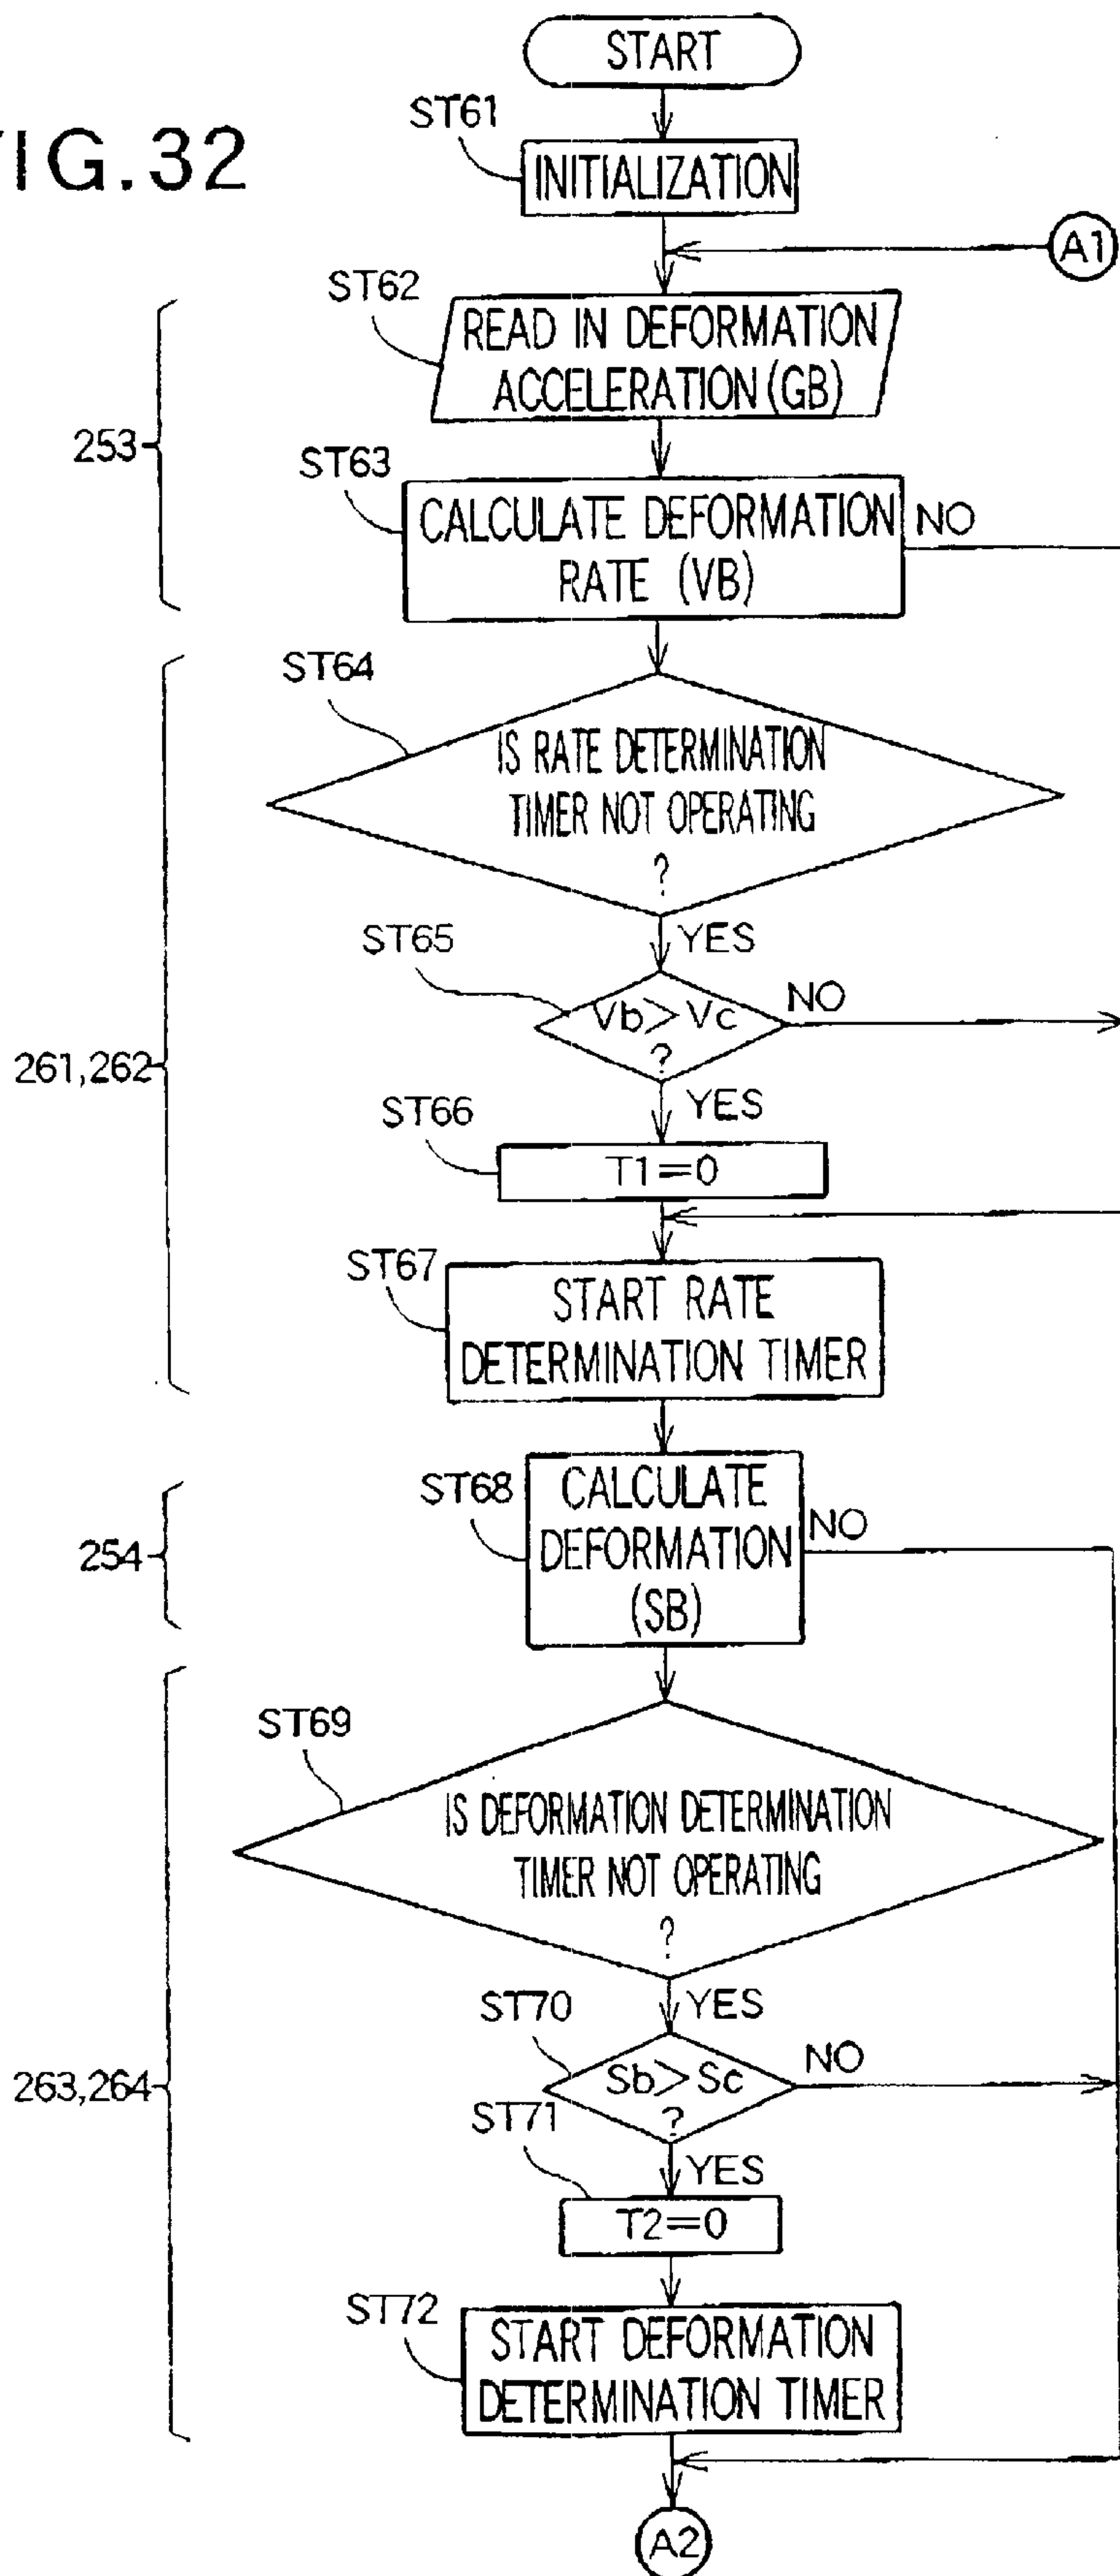 FIG.32
START
ST61
INITIALIZATION
A1
ST62
READ IN DEFORMATION
ACCELERATION (GB)
253
ST63
CALCULATE DEFORMATION
RATE (VB)
NO
ST64
IS RATE DETERMINATION
TIMER NOT OPERATING
?
YES
ST65
Vb>Vc
?
NO
261,262
YES
ST66
T1=0
ST67
START RATE
DETERMINATION TIMER
ST68
CALCULATE
DEFORMATION
(SB)
NO
254
ST69
IS DEFORMATION DETERMINATION
TIMER NOT OPERATING
?
YES
ST70
Sb>Sc
?
NO
263,264
ST71
YES
T2=0
ST72
START DEFORMATION
DETERMINATION TIMER
A2